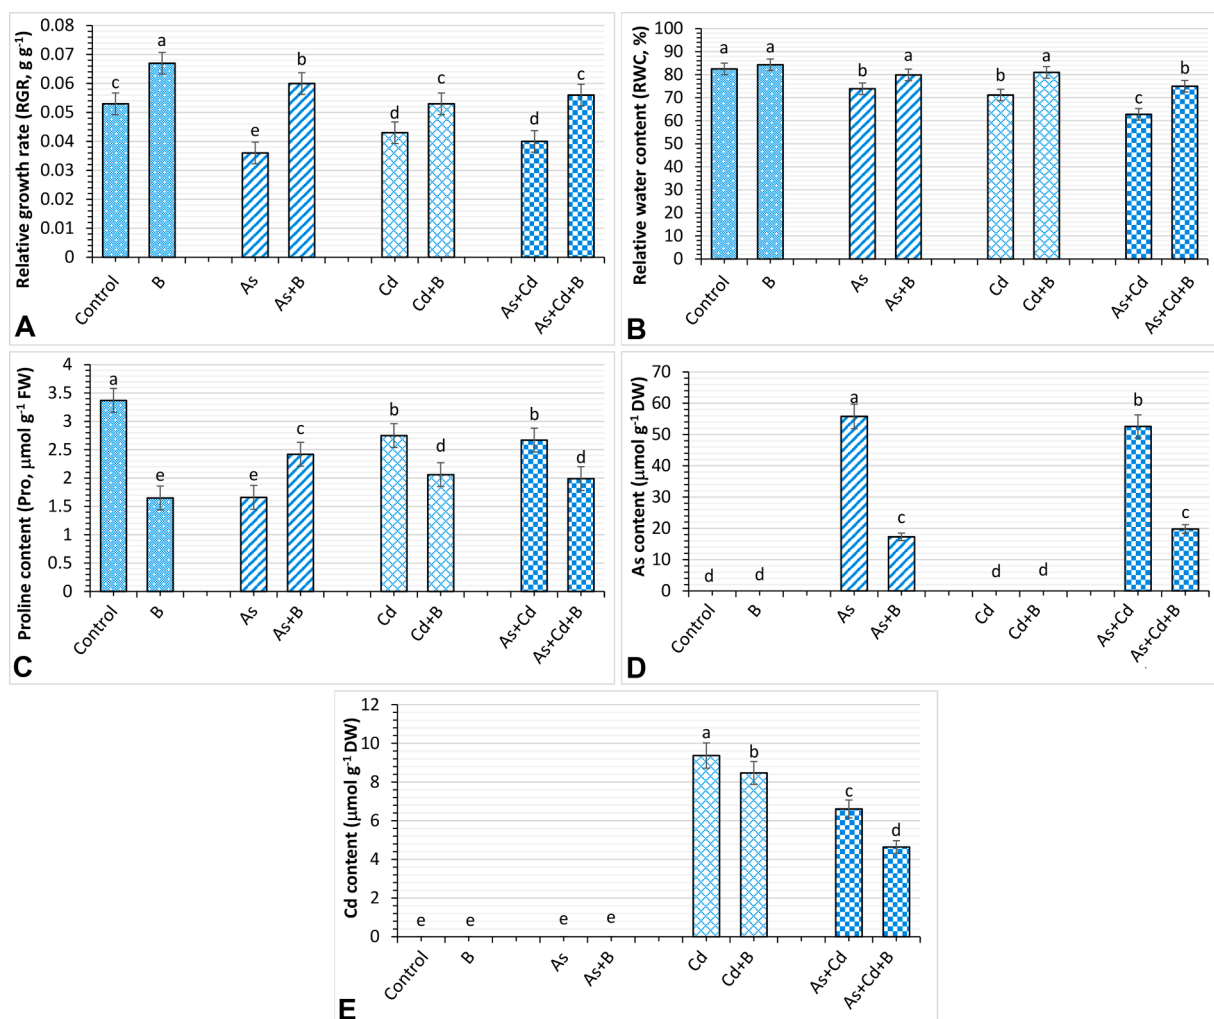 Relative growth rate (RGR, g g⁻¹)
0.08
0.07
0.06
0.05
0.04
0.03
0.02
0.01
0
c
a
e
b
d
c
d
c
Control
B
As
As+B
Cd
Cd+B
As+Cd
As+Cd+B
A
Relative water content (RWC, %)
100
90
80
70
60
50
40
30
20
10
0
a
a
b
a
b
a
c
b
Control
B
As
As+B
Cd
Cd+B
As+Cd
As+Cd+B
B
Proline content (Pro, µmol g⁻¹ FW)
4
3.5
3
2.5
2
1.5
1
0.5
0
a
e
e
c
b
d
b
d
Control
B
As
As+B
Cd
Cd+B
As+Cd
As+Cd+B
C
As content (µmol g⁻¹ DW)
70
60
50
40
30
20
10
0
d
d
a
c
d
d
b
c
Control
B
As
As+B
Cd
Cd+B
As+Cd
As+Cd+B
D
Cd content (µmol g⁻¹ DW)
12
10
8
6
4
2
0
e
e
e
e
a
b
c
d
Control
B
As
As+B
Cd
Cd+B
As+Cd
As+Cd+B
E